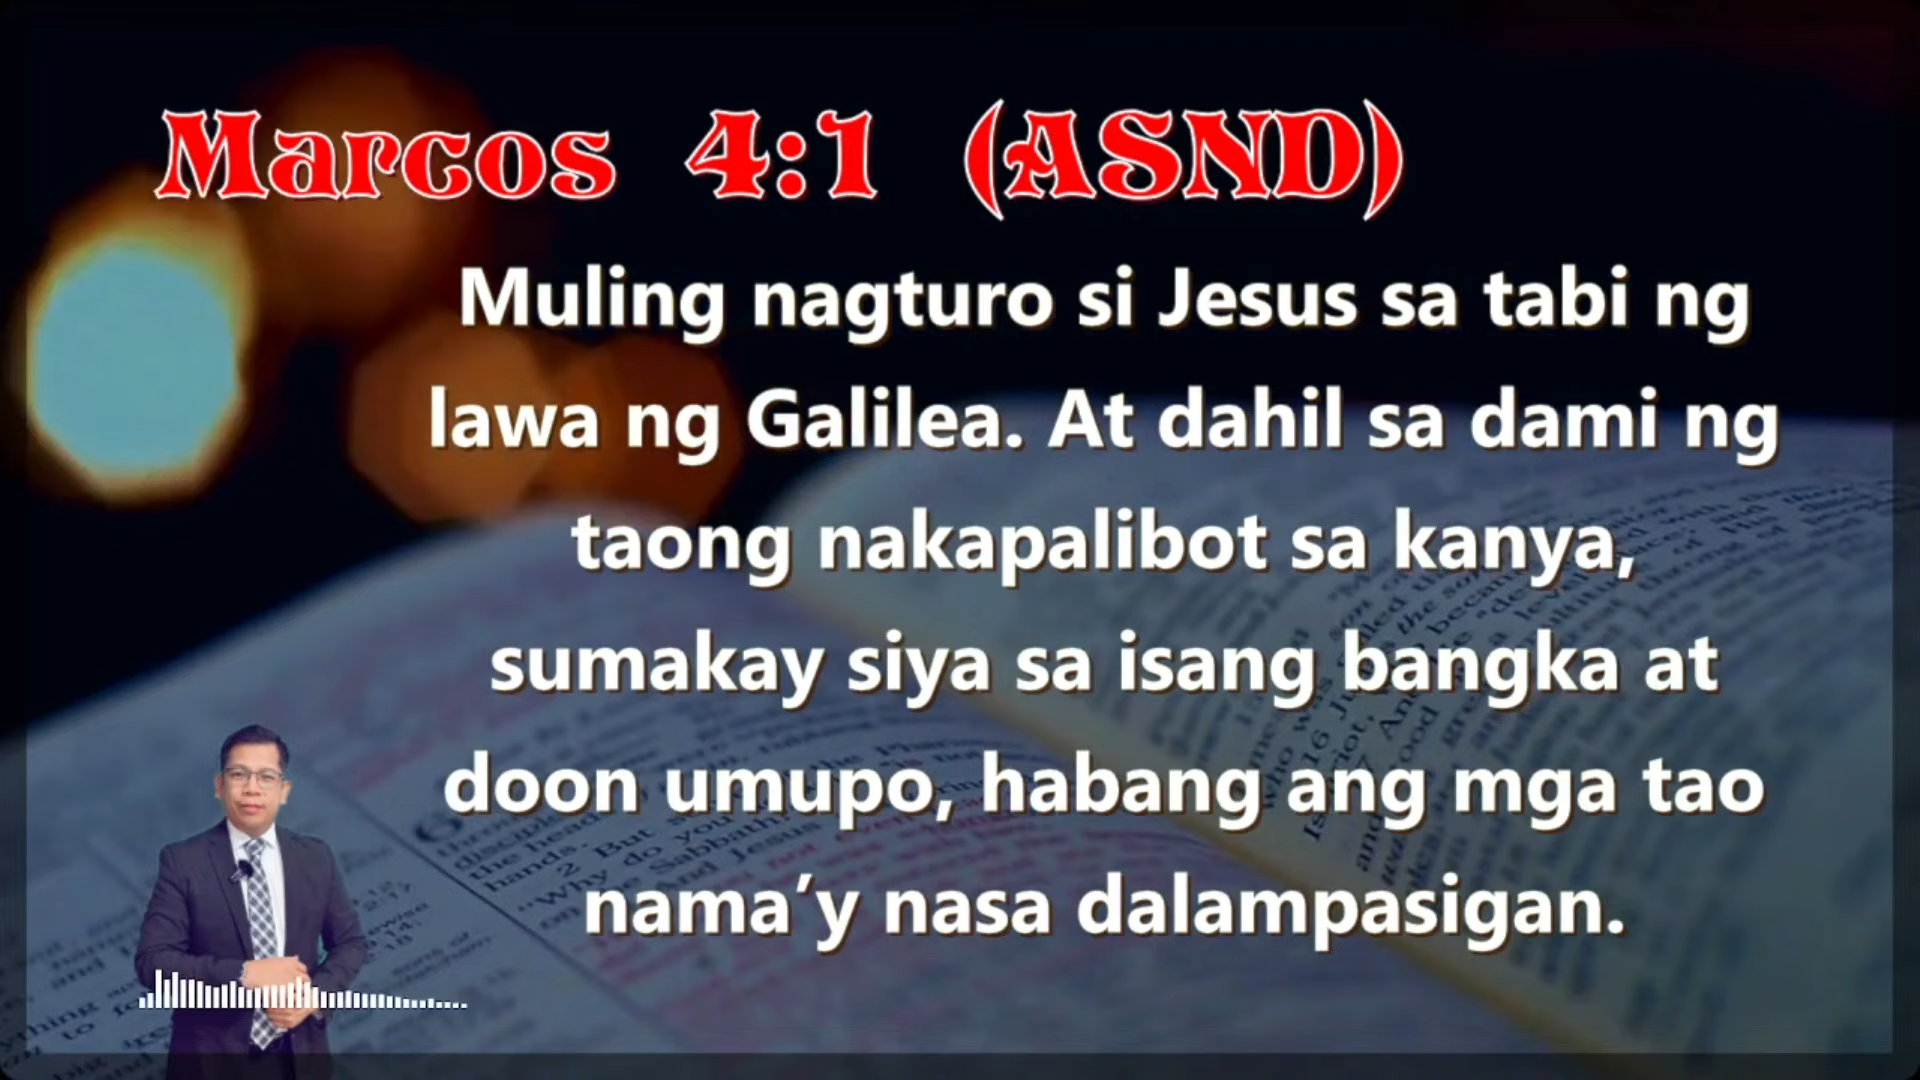 Marcos 4:1 (ASND)
Muling nagturo si Jesus sa tabi ng
lawa ng Galilea. At dahil sa dami ng
taong nakapalibot sa kanya,
sumakay siya sa isang bangka at
doon umupo, habang ang mga tao
nama’y nasa dalampasigan.